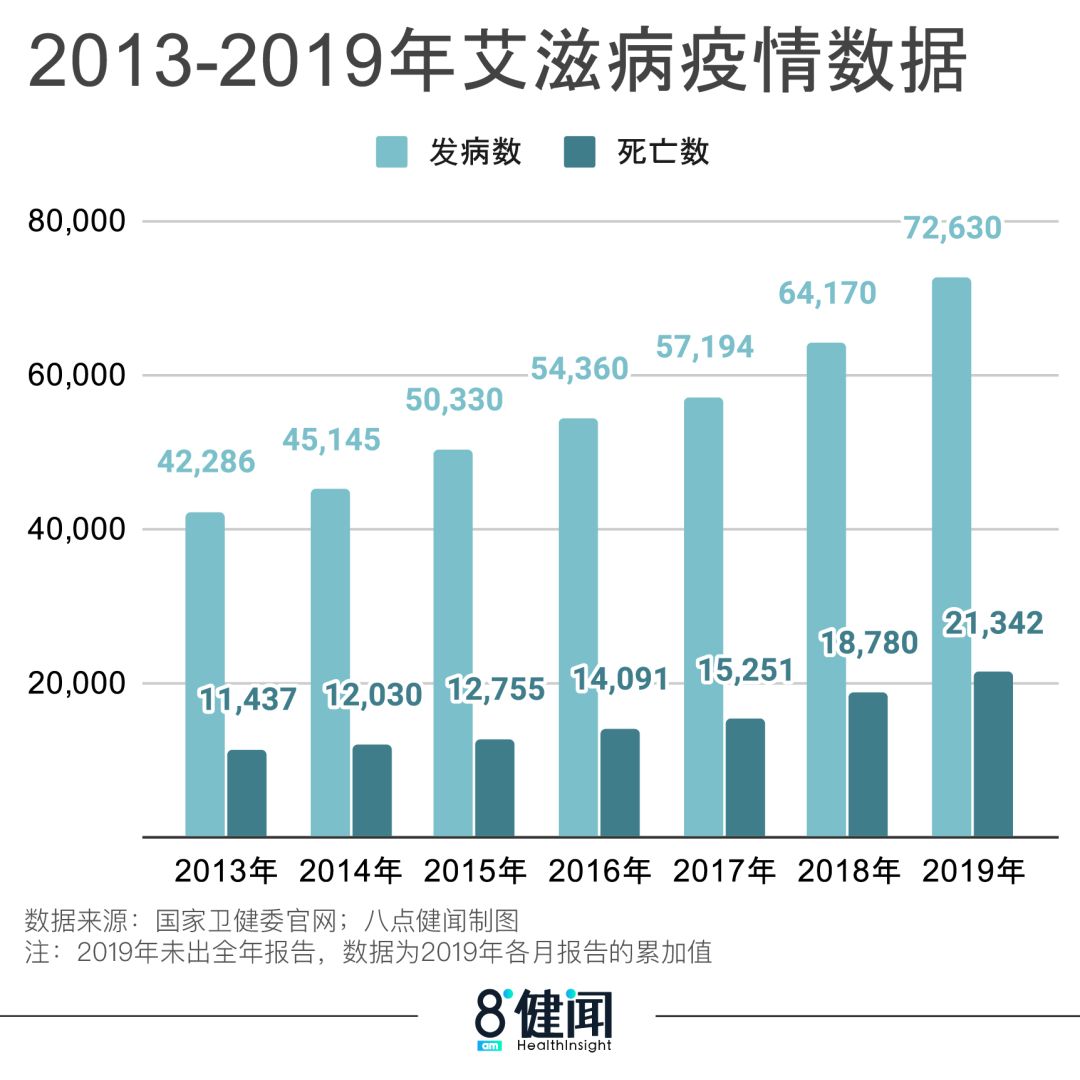 2013-2019年艾滋病疫情数据
发病数 死亡数
80,000
60,000
40,000
20,000
42,286
45,145
50,330
54,360
57,194
64,170
72,630
11,437
12,030
12,755
14,091
15,251
18,780
21,342
2013年 2014年 2015年 2016年 2017年 2018年 2019年
数据来源：国家卫健委官网；八点健闻制图
注：2019年未出全年报告，数据为2019年各月报告的累加值
8健闻
am HealthInsight